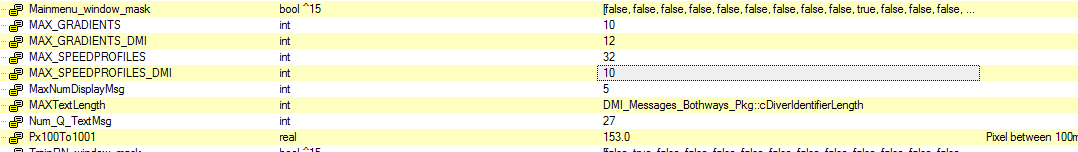 Mainmenu_window_mask bool ^15 [false, false, false, false, false, false, false, false, false, true, false, false, false, ...
MAX_GRADIENTS int 10
MAX_GRADIENTS_DMI int 12
MAX_SPEEDPROFILES int 32
MAX_SPEEDPROFILES_DMI int 10
MaxNumDisplayMsg int 5
MAXTextLength int DMI_Messages_Bothways_Pkg::cDiverIdentifierLength
Num_Q_TextMsg int 27
Px100To1001 real 153.0 Pixel between 100m